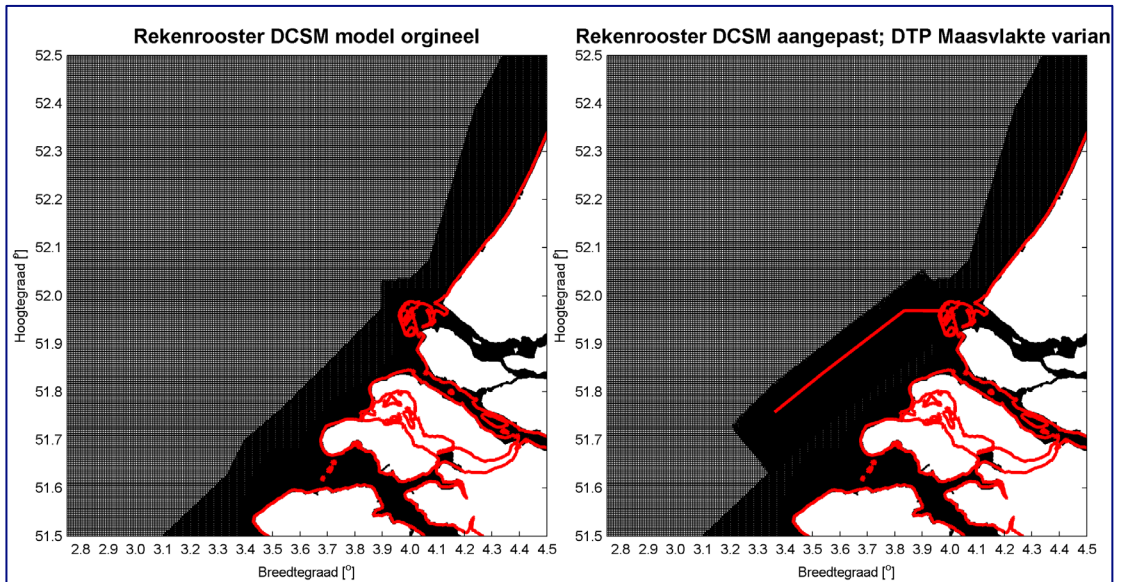 Rekenrooster DCSM model orgineel
Rekenrooster DCSM aangepast; DTP Maasvlakte varian
52.5
52.4
52.3
52.2
52.1
52.0
51.9
51.8
51.7
51.6
51.5
Hoogtegraad [°]
2.8 2.9 3.0 3.1 3.2 3.3 3.4 3.5 3.6 3.7 3.8 3.9 4.0 4.1 4.2 4.3 4.4 4.5
Breedtegraad [°]
52.5
52.4
52.3
52.2
52.1
52.0
51.9
51.8
51.7
51.6
51.5
Hoogtegraad [°]
2.8 2.9 3.0 3.1 3.2 3.3 3.4 3.5 3.6 3.7 3.8 3.9 4.0 4.1 4.2 4.3 4.4 4.5
Breedtegraad [°]